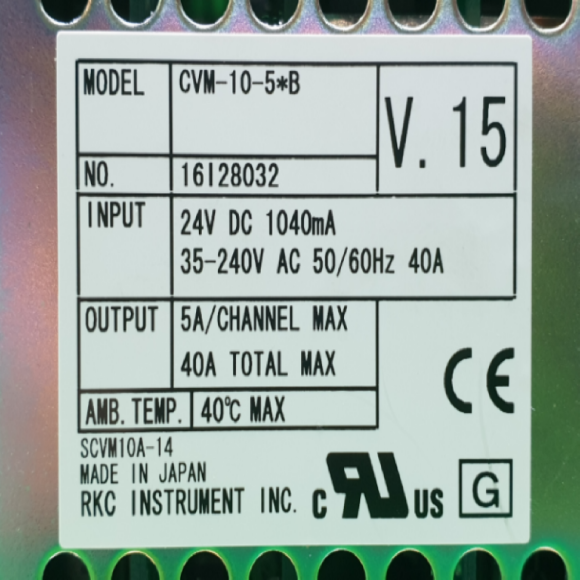 MODEL CVM-10-5*B
V. 15
NO. 16I28032
INPUT 24V DC 1040mA
35-240V AC 50/60Hz 40A
OUTPUT 5A/CHANNEL MAX
40A TOTAL MAX
CE
AMB. TEMP. 40℃ MAX
SCVM10A-14
MADE IN JAPAN
RKC INSTRUMENT INC.
C RU US
G